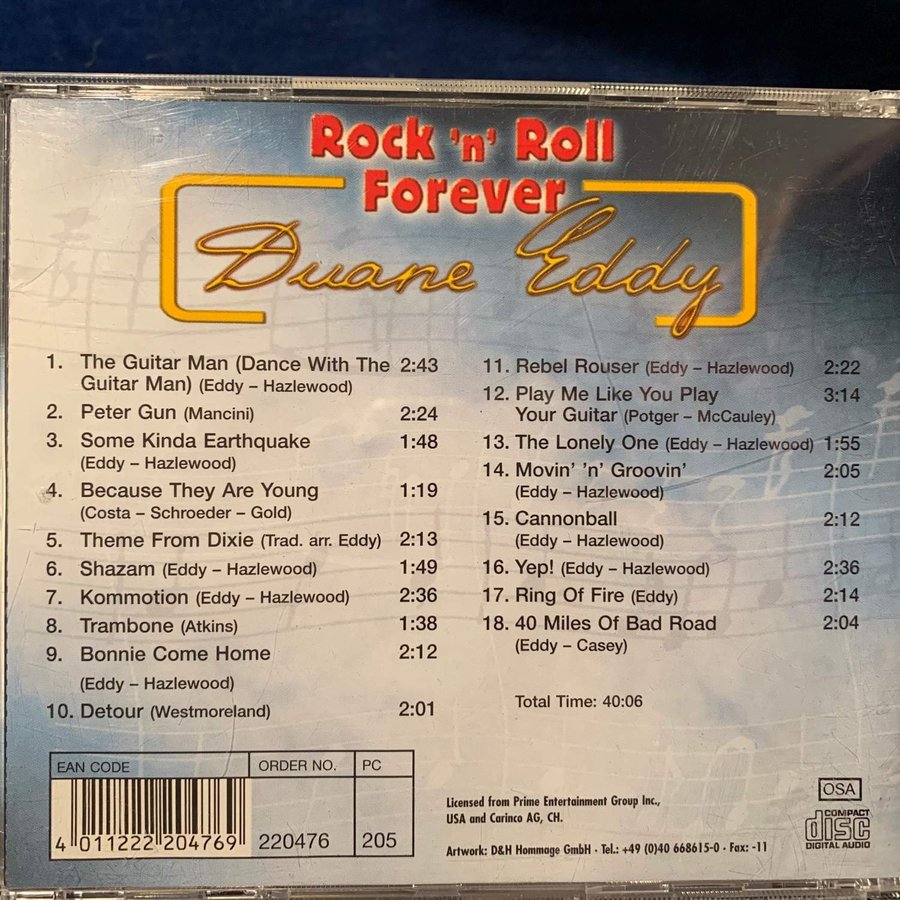 Rock 'n' Roll
Forever
Duane Eddy
1. The Guitar Man (Dance With The 2:43
Guitar Man) (Eddy – Hazlewood)
2. Peter Gun (Mancini) 2:24
3. Some Kinda Earthquake 1:48
(Eddy – Hazlewood)
4. Because They Are Young 1:19
(Costa – Schroeder – Gold)
5. Theme From Dixie (Trad. arr. Eddy) 2:13
6. Shazam (Eddy – Hazlewood) 1:49
7. Kommotion (Eddy – Hazlewood) 2:36
8. Trambone (Atkins) 1:38
9. Bonnie Come Home 2:12
(Eddy – Hazlewood)
10. Detour (Westmoreland) 2:01
11. Rebel Rouser (Eddy – Hazlewood) 2:22
12. Play Me Like You Play 3:14
Your Guitar (Potger – McCauley)
13. The Lonely One (Eddy – Hazlewood) 1:55
14. Movin' 'n' Groovin' 2:05
(Eddy – Hazlewood)
15. Cannonball 2:12
(Eddy – Hazlewood)
16. Yep! (Eddy – Hazlewood) 2:36
17. Ring Of Fire (Eddy) 2:14
18. 40 Miles Of Bad Road 2:04
(Eddy – Casey)
Total Time: 40:06
EAN CODE
4 011222 204769
ORDER NO.
220476
PC
205
Licensed from Prime Entertainment Group Inc.,
USA and Carinco AG, CH.
Artwork: D&H Hommage GmbH · Tel.: +49 (0)40 668615-0 · Fax: -11
OSA
COMPACT
disc
DIGITAL AUDIO